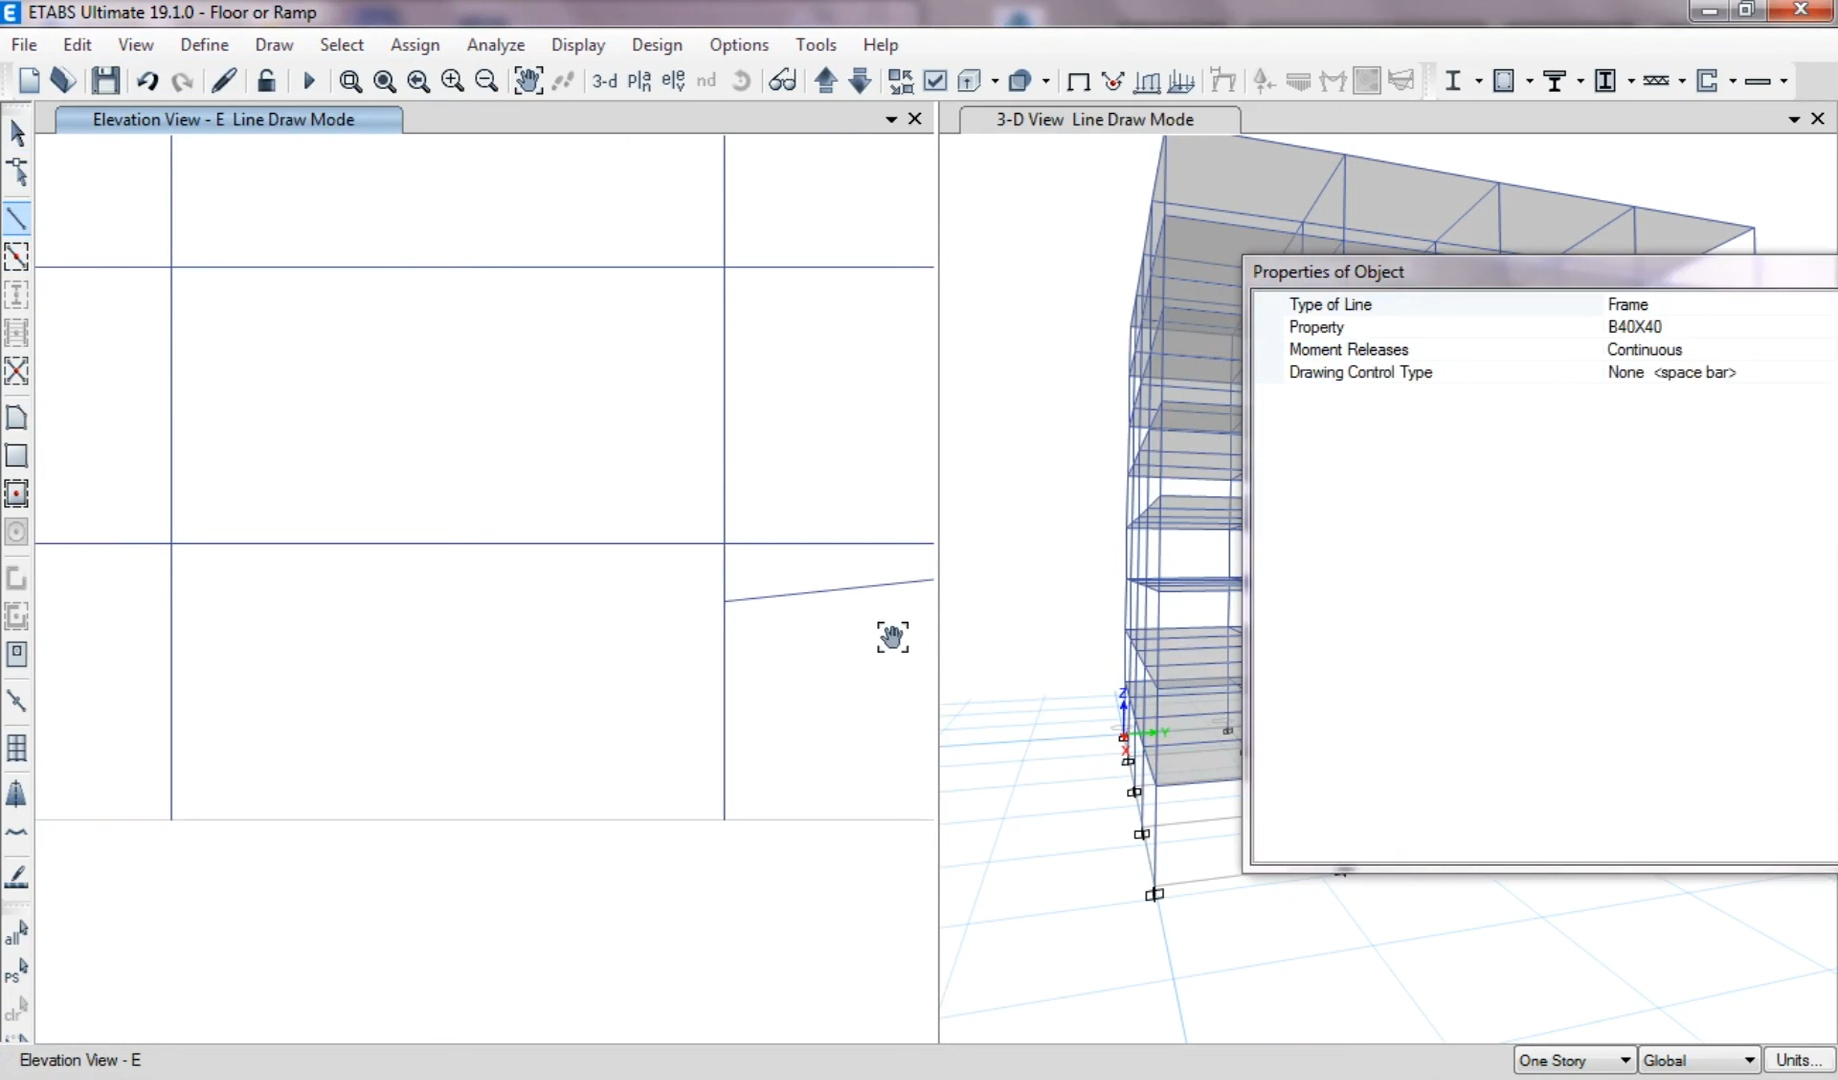 ETABS Ultimate 19.1.0 - Floor or Ramp
File Edit View Define Draw Select Assign Analyze Display Design Options Tools Help
3-d nd
Elevation View - E Line Draw Mode
3-D View Line Draw Mode
Properties of Object
Type of Line Frame
Property B40X40
Moment Releases Continuous
Drawing Control Type None <space bar>
Z
Y
X
all
PS
clr
Elevation View - E
One Story Global Units...